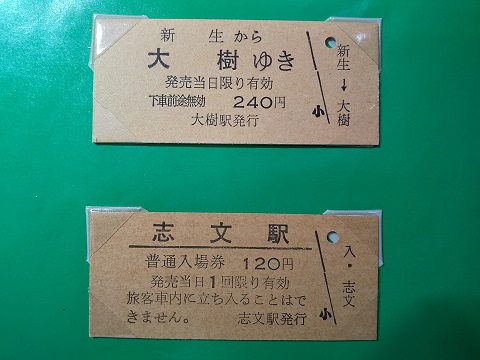 新生から
大樹ゆき
発売当日限り有効
下車前途無効 240円
大樹駅発行
小
新生→大樹
志文駅
普通入場券 120円
発売当日1回限り有効
旅客車内に立ち入ることはで
きません。 志文駅発行
小
入・志文